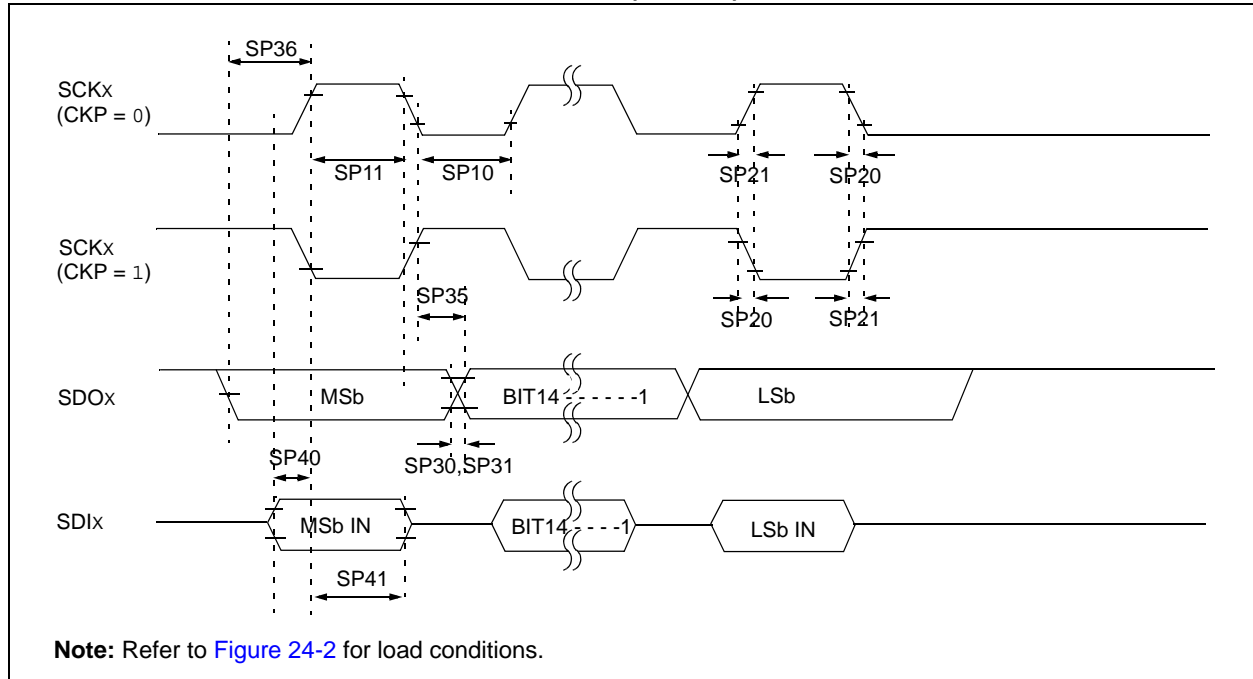 SP36
SCKX
(CKP = 0)
SP11
SP10
SP21
SP20
SCKX
(CKP = 1)
SP35
SP20
SP21
SDOX
MSb
BIT14 - - - - - -1
LSb
SP40
SP30,SP31
SDIX
MSb IN
BIT14 - - - -1
LSb IN
SP41
Note: Refer to Figure 24-2 for load conditions.